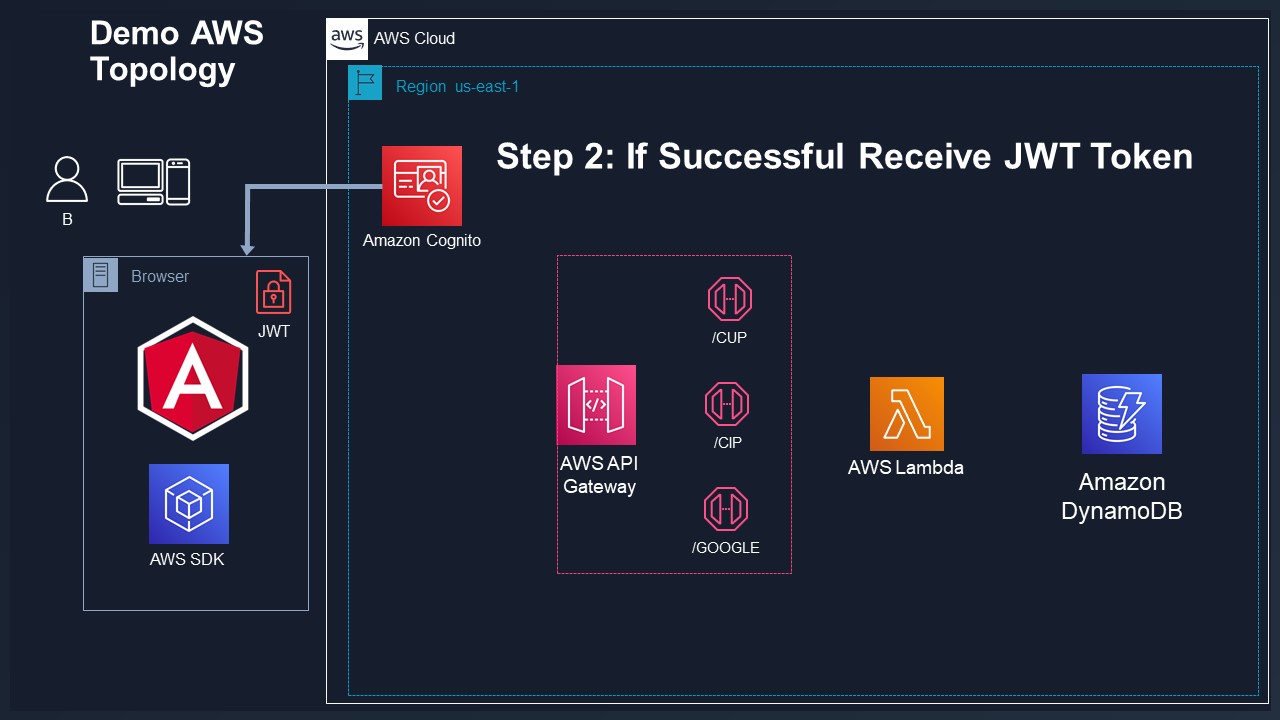 Demo AWS
Topology
aws
AWS Cloud
Region us-east-1
Step 2: If Successful Receive JWT Token
B
Amazon Cognito
Browser
JWT
A
AWS SDK
/CUP
/CIP
/GOOGLE
</>
AWS API
Gateway
AWS Lambda
Amazon
DynamoDB